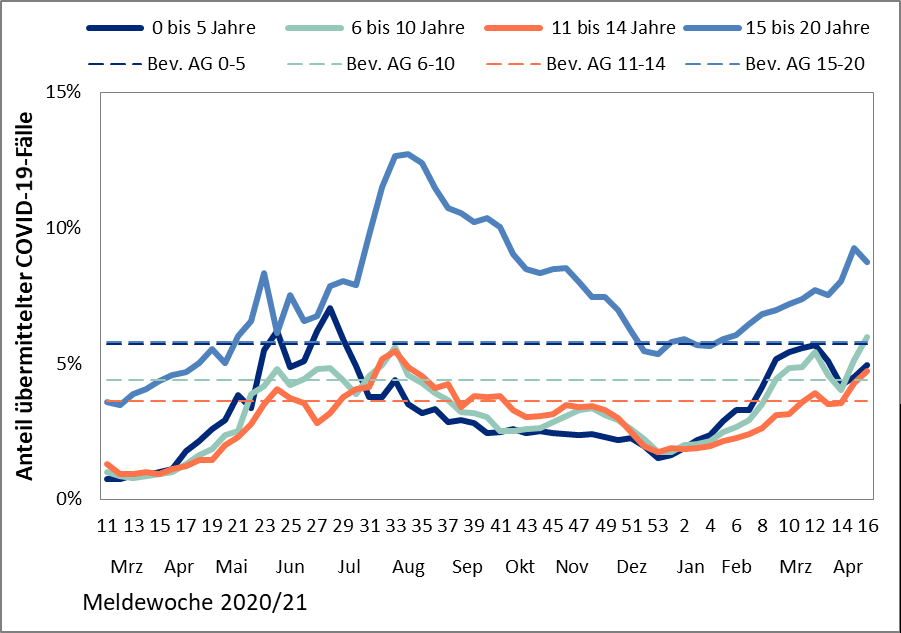 0 bis 5 Jahre 6 bis 10 Jahre 11 bis 14 Jahre 15 bis 20 Jahre
Bev. AG 0-5 Bev. AG 6-10 Bev. AG 11-14 Bev. AG 15-20
Anteil übermittelter COVID-19-Fälle
15%
10%
5%
0%
11 13 15 17 19 21 23 25 27 29 31 33 35 37 39 41 43 45 47 49 51 53 2 4 6 8 10 12 14 16
Mrz Apr Mai Jun Jul Aug Sep Okt Nov Dez Jan Feb Mrz Apr
Meldewoche 2020/21